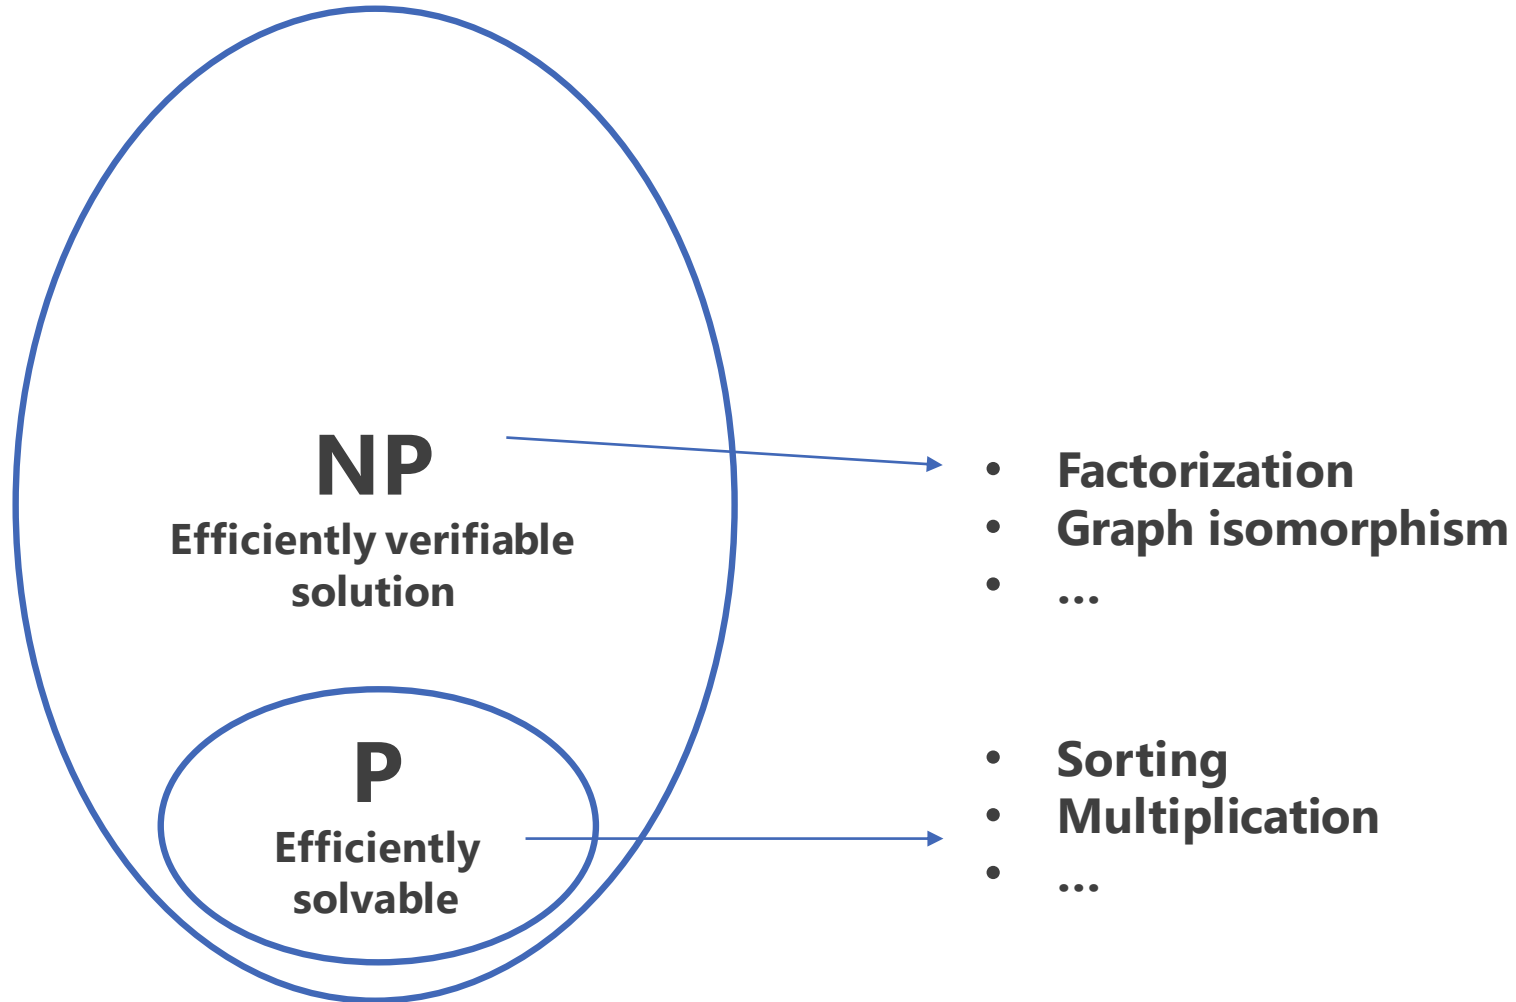 NP
Efficiently verifiable
solution
• Factorization
• Graph isomorphism
• ...
P
Efficiently
solvable
• Sorting
• Multiplication
• ...